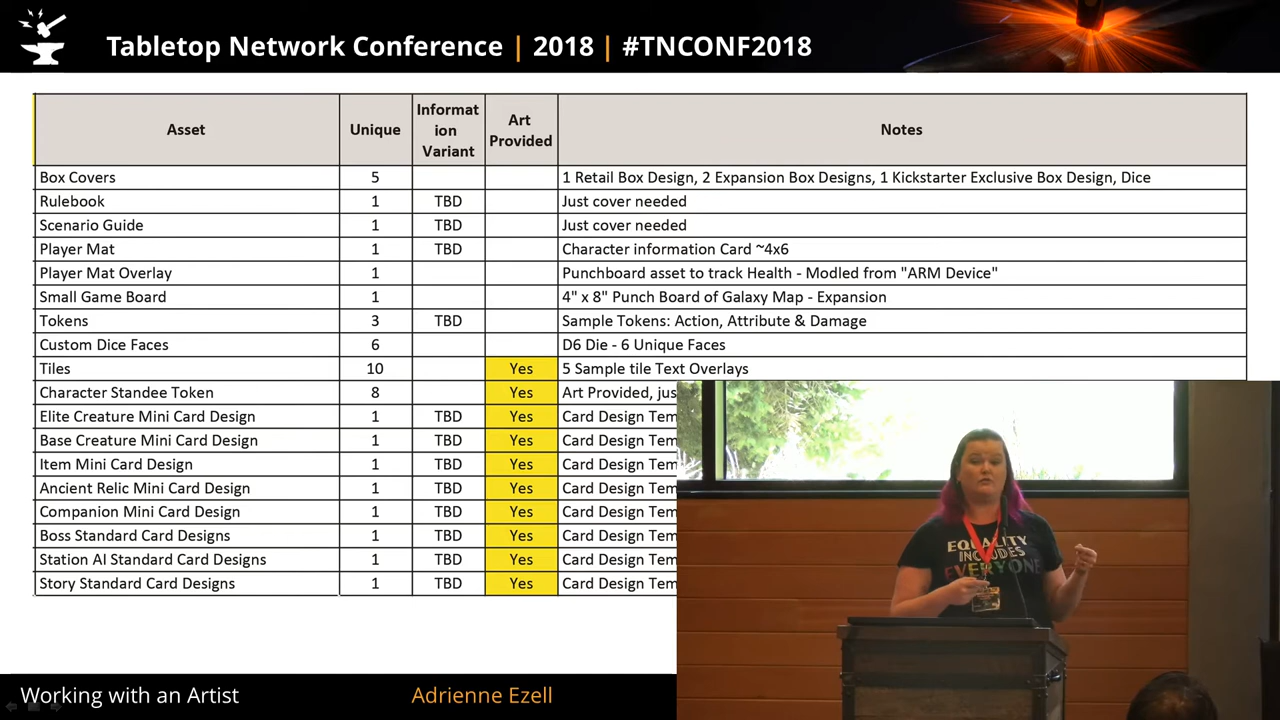 Tabletop Network Conference | 2018 | #TNCONF2018
Asset Unique Informat ion Variant Art Provided Notes
Box Covers 5 1 Retail Box Design, 2 Expansion Box Designs, 1 Kickstarter Exclusive Box Design, Dice
Rulebook 1 TBD Just cover needed
Scenario Guide 1 TBD Just cover needed
Player Mat 1 TBD Character information Card ~4x6
Player Mat Overlay 1 Punchboard asset to track Health - Modled from "ARM Device"
Small Game Board 1 4" x 8" Punch Board of Galaxy Map - Expansion
Tokens 3 TBD Sample Tokens: Action, Attribute & Damage
Custom Dice Faces 6 D6 Die - 6 Unique Faces
Tiles 10 Yes 5 Sample tile Text Overlays
Character Standee Token 8 Yes Art Provided, jus
Elite Creature Mini Card Design 1 TBD Yes Card Design Tem
Base Creature Mini Card Design 1 TBD Yes Card Design Tem
Item Mini Card Design 1 TBD Yes Card Design Tem
Ancient Relic Mini Card Design 1 TBD Yes Card Design Tem
Companion Mini Card Design 1 TBD Yes Card Design Tem
Boss Standard Card Designs 1 TBD Yes Card Design Tem
Station AI Standard Card Designs 1 TBD Yes Card Design Tem
Story Standard Card Designs 1 TBD Yes Card Design Tem
EQUALITY
INCLUDES
EVERYONE
Working with an Artist Adrienne Ezell